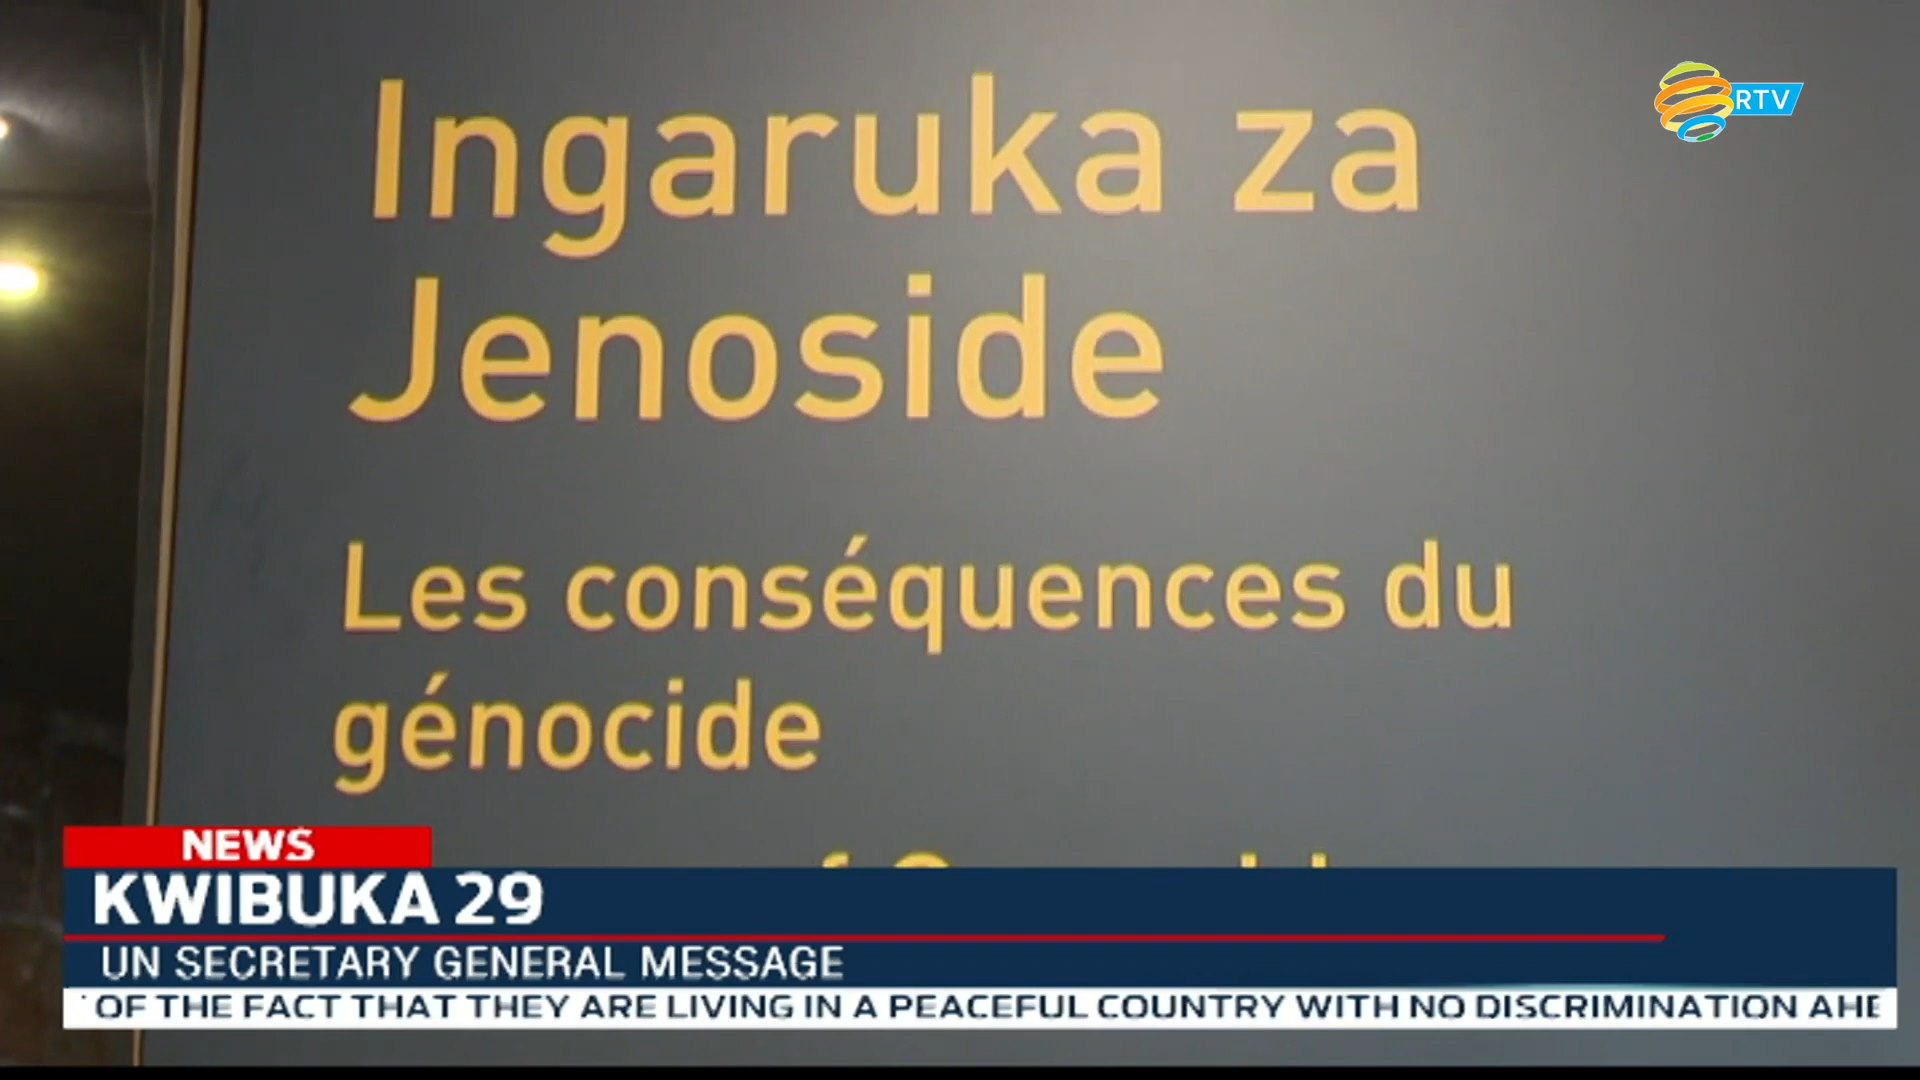 RTV
Ingaruka za
Jenoside
Les conséquences du
génocide
NEWS
KWIBUKA 29
UN SECRETARY GENERAL MESSAGE
OF THE FACT THAT THEY ARE LIVING IN A PEACEFUL COUNTRY WITH NO DISCRIMINATION AHE